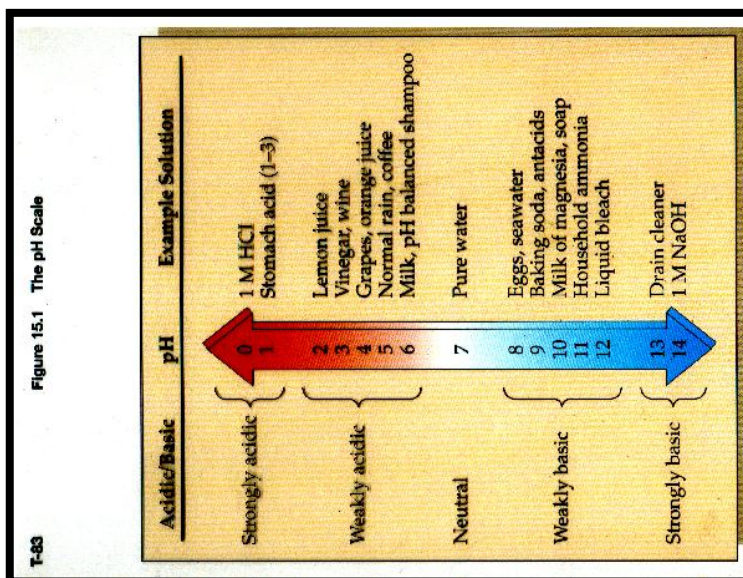 T-83 Figure 15.1 The pH Scale
Acidic/Basic pH Example Solution
Strongly acidic
0 1 M HCl
1 Stomach acid (1–3)
Weakly acidic
2 Lemon juice
3 Vinegar, wine
4 Grapes, orange juice
5 Normal rain, coffee
6 Milk, pH balanced shampoo
Neutral 7 Pure water
Weakly basic
8 Eggs, seawater
9 Baking soda, antacids
10 Milk of magnesia, soap
11 Household ammonia
12 Liquid bleach
Strongly basic
13 Drain cleaner
14 1 M NaOH